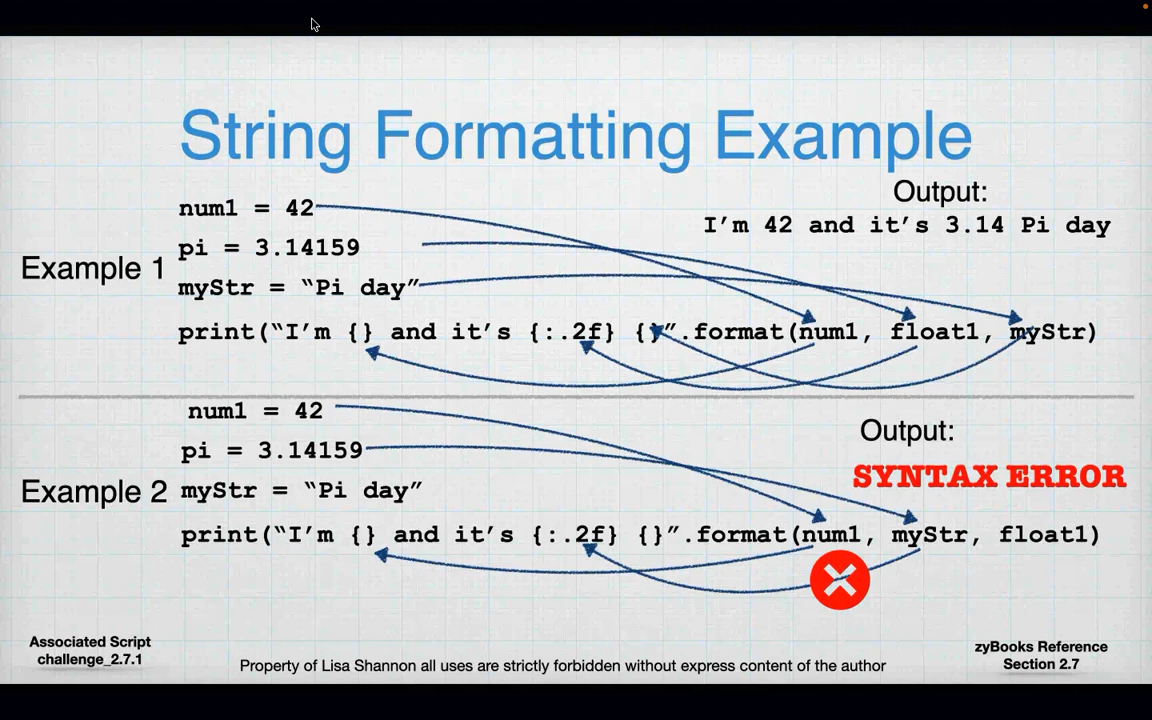 String Formatting Example
Output:
I’m 42 and it’s 3.14 Pi day
Example 1
num1 = 42
pi = 3.14159
myStr = “Pi day”
print(“I’m {} and it’s {:.2f} {}”.format(num1, float1, myStr)
Example 2
num1 = 42
pi = 3.14159
myStr = “Pi day”
print(“I’m {} and it’s {:.2f} {}”.format(num1, myStr, float1)
Output:
SYNTAX ERROR
Associated Script
challenge_2.7.1
Property of Lisa Shannon all uses are strictly forbidden without express content of the author
zyBooks Reference
Section 2.7